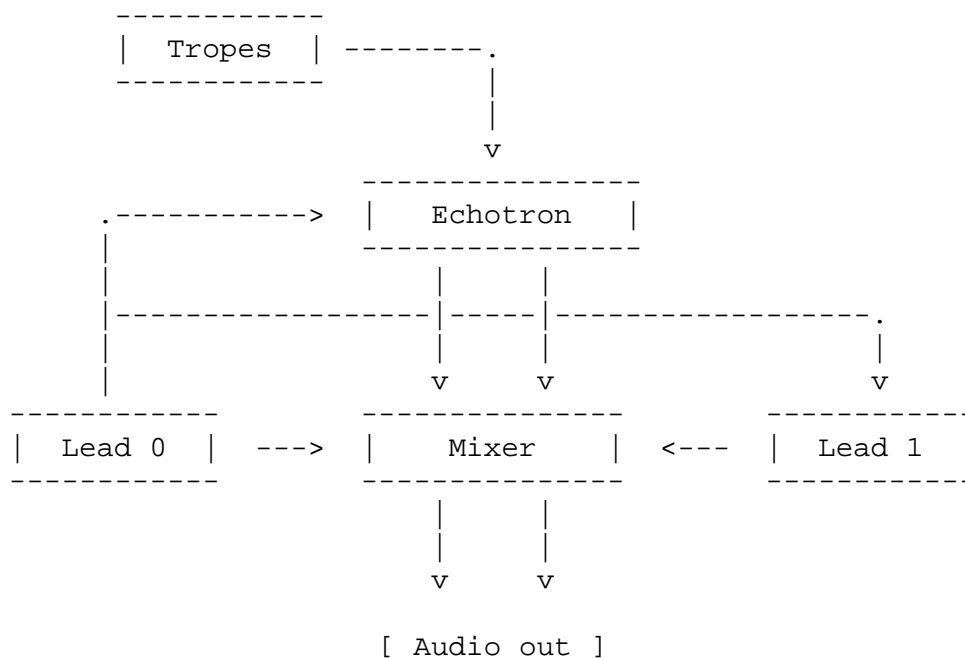 Tropes
Echotron
Lead 0
Mixer
Lead 1
[ Audio out ]